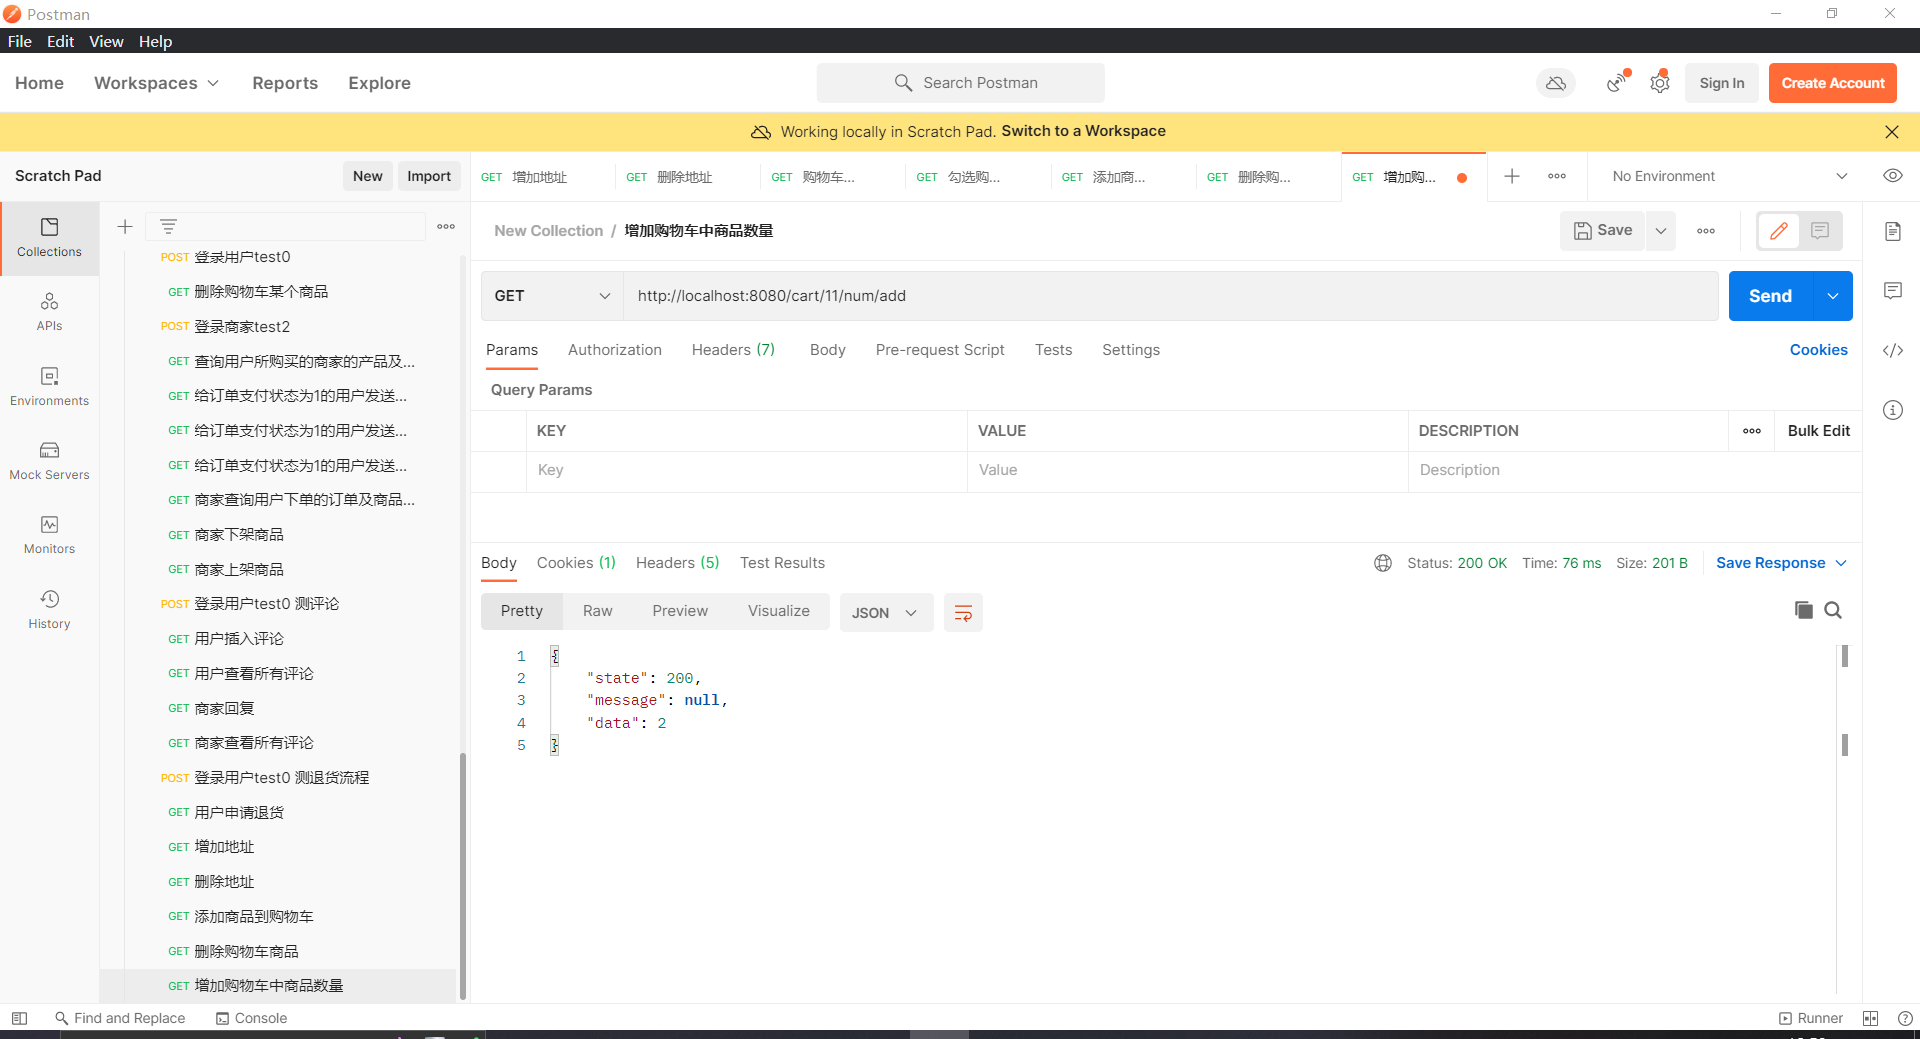 Postman
File Edit View Help
Home Workspaces Reports Explore Search Postman Sign In Create Account
Working locally in Scratch Pad. Switch to a Workspace
Scratch Pad New Import
GET 增加地址 GET 删除地址 GET 购物车... GET 勾选购... GET 添加商... GET 删除购... GET 增加购... No Environment
Collections
APIs
Environments
Mock Servers
Monitors
History
POST 登录用户test0
GET 删除购物车某个商品
POST 登录商家test2
GET 查询用户所购买的商家的产品及...
GET 给订单支付状态为1的用户发送...
GET 给订单支付状态为1的用户发送...
GET 给订单支付状态为1的用户发送...
GET 商家查询用户下单的订单及商品...
GET 商家下架商品
GET 商家上架商品
POST 登录用户test0 测评论
GET 用户插入评论
GET 用户查看所有评论
GET 商家回复
GET 商家查看所有评论
POST 登录用户test0 测退货流程
GET 用户申请退货
GET 增加地址
GET 删除地址
GET 添加商品到购物车
GET 删除购物车商品
GET 增加购物车中商品数量
New Collection / 增加购物车中商品数量 Save
GET http://localhost:8080/cart/11/num/add Send
Params Authorization Headers (7) Body Pre-request Script Tests Settings Cookies
Query Params
KEY VALUE DESCRIPTION Bulk Edit
Key Value Description
Body Cookies (1) Headers (5) Test Results Status: 200 OK Time: 76 ms Size: 201 B Save Response
Pretty Raw Preview Visualize JSON
1 {
2 "state": 200,
3 "message": null,
4 "data": 2
5 }
Find and Replace Console Runner